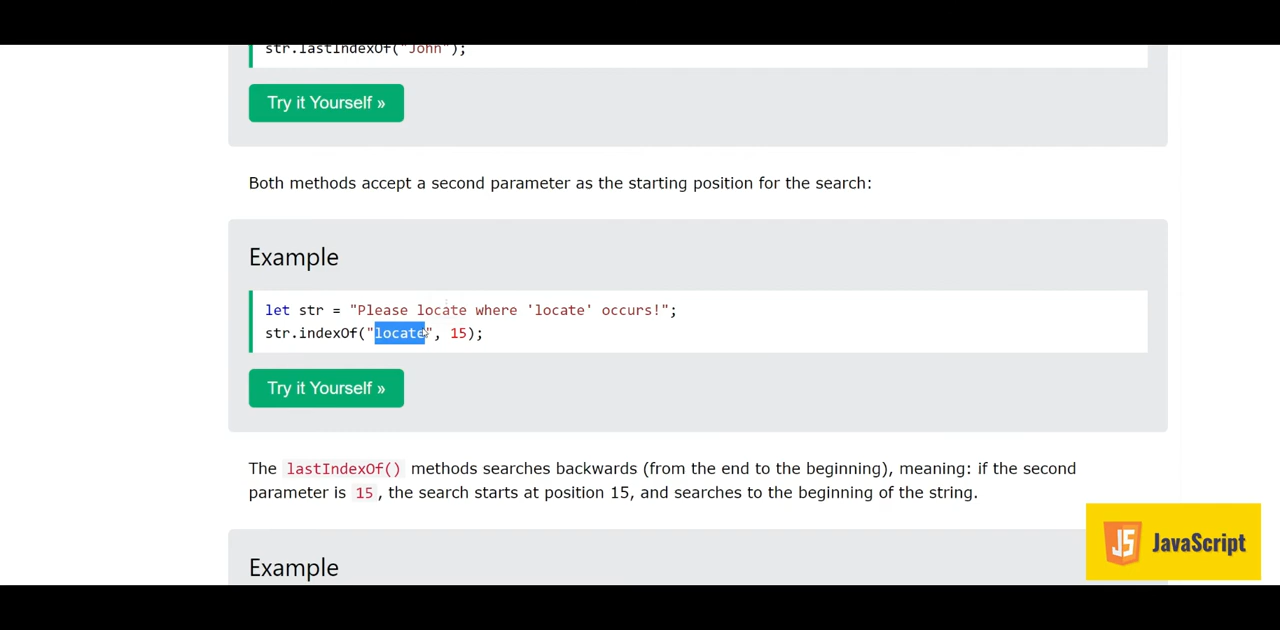 str.lastIndexOf("John");
Try it Yourself »
Both methods accept a second parameter as the starting position for the search:
Example
let str = "Please locate where 'locate' occurs!";
str.indexOf("locate", 15);
Try it Yourself »
The lastIndexOf() methods searches backwards (from the end to the beginning), meaning: if the second
parameter is 15, the search starts at position 15, and searches to the beginning of the string.
JS JavaScript
Example